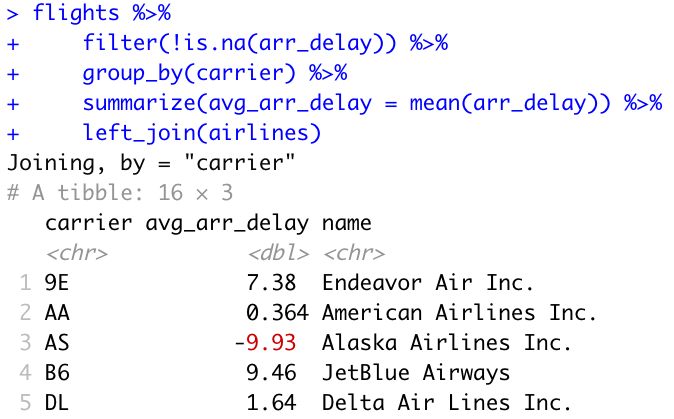 > flights %>%
+     filter(!is.na(arr_delay)) %>%
+     group_by(carrier) %>%
+     summarize(avg_arr_delay = mean(arr_delay)) %>%
+     left_join(airlines)
Joining, by = "carrier"
# A tibble: 16 × 3
   carrier avg_arr_delay name
   <chr>           <dbl> <chr>
 1 9E              7.38  Endeavor Air Inc.
 2 AA              0.364 American Airlines Inc.
 3 AS             -9.93  Alaska Airlines Inc.
 4 B6              9.46  JetBlue Airways
 5 DL              1.64  Delta Air Lines Inc.